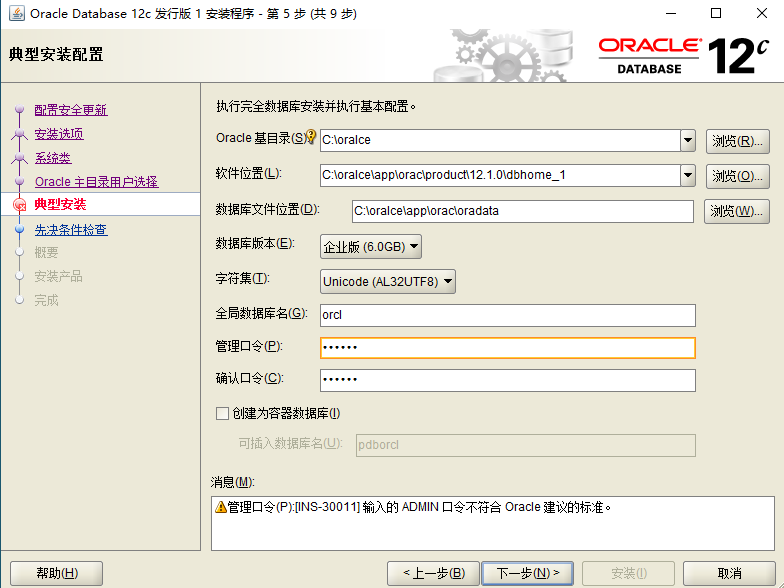 Oracle Database 12c 发行版 1 安装程序 - 第 5 步 (共 9 步)
典型安装配置
ORACLE®
DATABASE
12c
配置安全更新
安装选项
系统类
Oracle 主目录用户选择
典型安装
先决条件检查
概要
安装产品
完成
执行完全数据库安装并执行基本配置。
Oracle 基目录(S) C:\oralce 浏览(R)...
软件位置(L): C:\oralce\app\orac\product\12.1.0\dbhome_1 浏览(O)...
数据库文件位置(D): C:\oralce\app\orac\oradata 浏览(W)...
数据库版本(E): 企业版 (6.0GB)
字符集(T): Unicode (AL32UTF8)
全局数据库名(G): orcl
管理口令(P): ••••••
确认口令(C): ••••••
创建为容器数据库(I)
可插入数据库名(U): pdborcl
消息(M):
管理口令(P):[INS-30011] 输入的 ADMIN 口令不符合 Oracle 建议的标准。
帮助(H) < 上一步(B) 下一步(N) > 安装(I) 取消